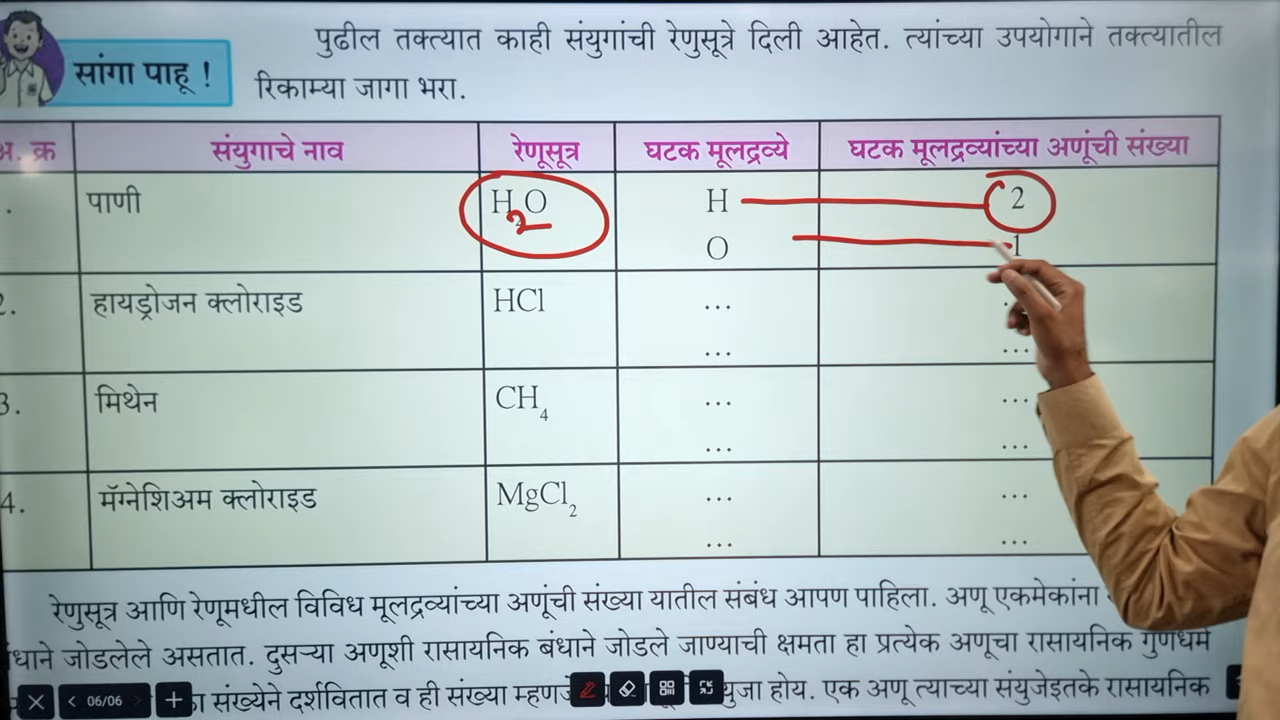 पुढील तक्त्यात काही संयुगांची रेणुसूत्रे दिली आहेत. त्यांच्या उपयोगाने तक्त्यातील
सांगा पाहू !
रिकाम्या जागा भरा.
अ. क्र संयुगाचे नाव रेणूसूत्र घटक मूलद्रव्ये घटक मूलद्रव्यांच्या अणूंची संख्या
. पाणी H₂O H 2
2
O 1
2. हायड्रोजन क्लोराइड HCl ...
... ...
3. मिथेन CH₄ ... ...
... ...
4. मॅग्नेशिअम क्लोराइड MgCl₂ ... ...
... ...
रेणुसूत्र आणि रेणूमधील विविध मूलद्रव्यांच्या अणूंची संख्या यातील संबंध आपण पाहिला. अणू एकमेकांना
धाने जोडलेले असतात. दुसऱ्या अणूशी रासायनिक बंधाने जोडले जाण्याची क्षमता हा प्रत्येक अणूचा रासायनिक गुणधर्म
संख्येने दर्शवितात व ही संख्या म्हणजे युजा होय. एक अणू त्याच्या संयुजेइतके रासायनिक
06/06